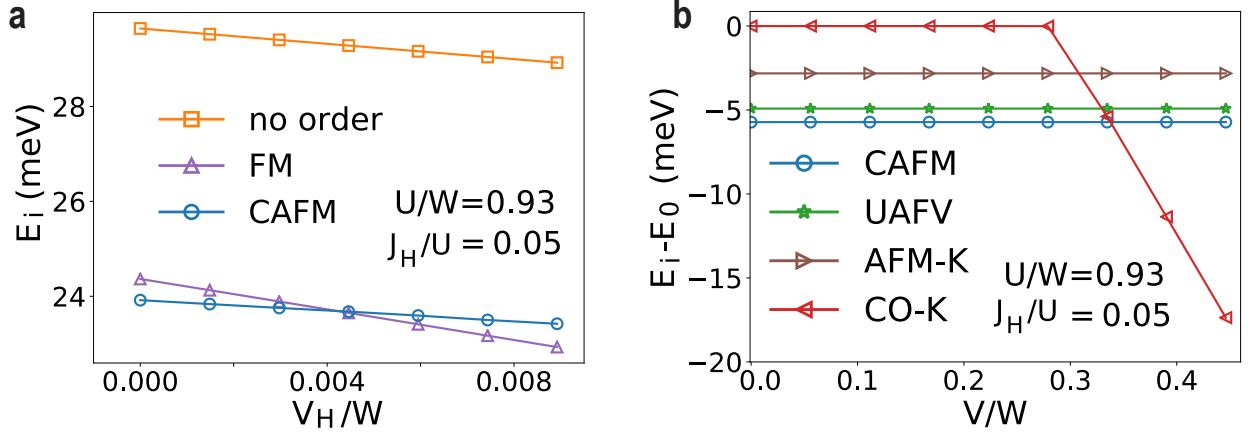 a
E_i (meV)
28
26
24
no order
FM
CAFM
U/W=0.93
J_H/U = 0.05
0.000
0.004
0.008
V_H/W
b
E_i-E_0 (meV)
0
−5
−10
−15
−20
CAFM
UAFV
AFM-K
CO-K
U/W=0.93
J_H/U = 0.05
0.0
0.1
0.2
0.3
0.4
V/W